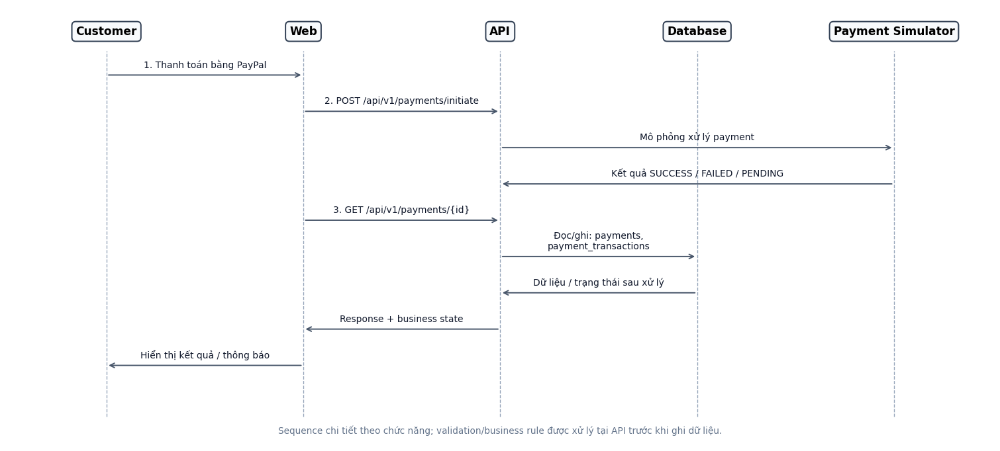 Customer
Web
API
Database
Payment Simulator
1. Thanh toán bằng PayPal
2. POST /api/v1/payments/initiate
Mô phỏng xử lý payment
Kết quả SUCCESS / FAILED / PENDING
3. GET /api/v1/payments/{id}
Đọc/ghi: payments,
payment_transactions
Dữ liệu / trạng thái sau xử lý
Response + business state
Hiển thị kết quả / thông báo
Sequence chi tiết theo chức năng; validation/business rule được xử lý tại API trước khi ghi dữ liệu.